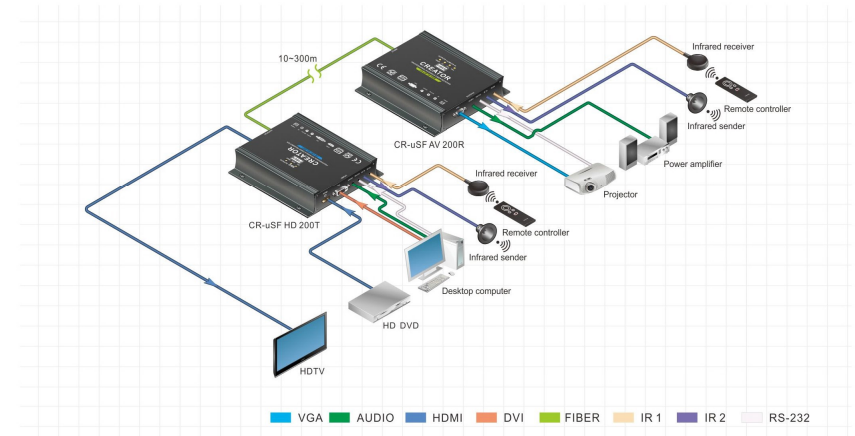 10~300m
CREATOR
CR-uSF AV 200R
Infrared receiver
Remote controller
Infrared sender
Power amplifier
Projector
CREATOR
CR-uSF HD 200T
Infrared receiver
Remote controller
Infrared sender
Desktop computer
HD DVD
HDTV
VGA AUDIO HDMI DVI FIBER IR 1 IR 2 RS-232